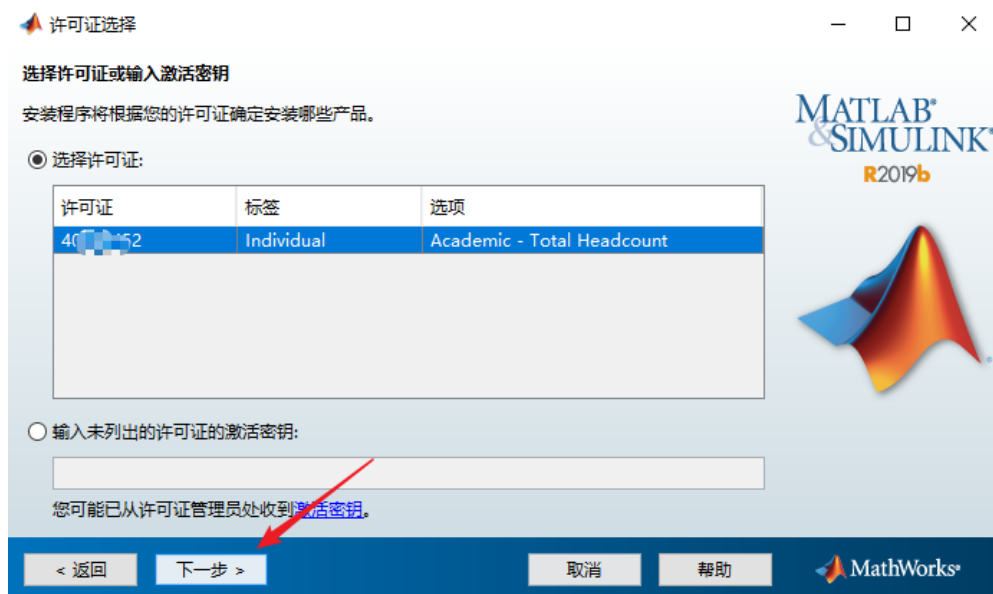 许可证选择
选择许可证或输入激活密钥
安装程序将根据您的许可证确定安装哪些产品。
MATLAB®
&SIMULINK®
R2019b
选择许可证:
许可证 标签 选项
Individual Academic - Total Headcount
输入未列出的许可证的激活密钥:
您可能已从许可证管理员处收到激活密钥。
< 返回 下一步 > 取消 帮助 MathWorks®